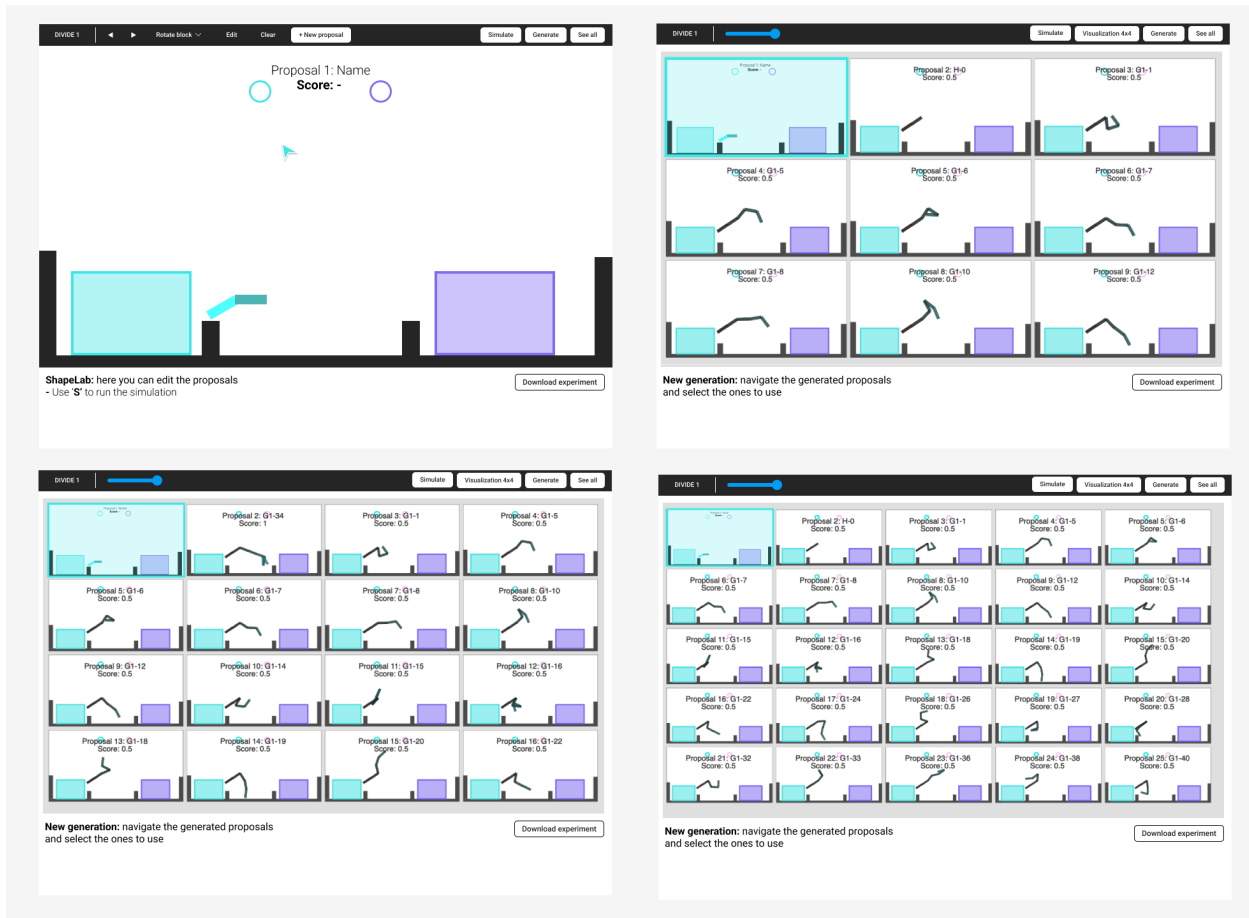 DIVIDE 1 ◀ ▶ Rotate block Edit Clear + New proposal Simulate Generate See all
Proposal 1: Name
Score: -
ShapeLab: here you can edit the proposals
- Use 'S' to run the simulation
Download experiment
DIVIDE 1 Simulate Visualization 4x4 Generate See all
Proposal 1: Name
Score: -
Proposal 2: H-0
Score: 0.5
Proposal 3: G1-1
Score: 0.5
Proposal 4: G1-5
Score: 0.5
Proposal 5: G1-6
Score: 0.5
Proposal 6: G1-7
Score: 0.5
Proposal 7: G1-8
Score: 0.5
Proposal 8: G1-10
Score: 0.5
Proposal 9: G1-12
Score: 0.5
New generation: navigate the generated proposals
and select the ones to use
Download experiment
DIVIDE 1 Simulate Visualization 4x4 Generate See all
Proposal 1: Name
Score: -
Proposal 2: G1-34
Score: 1
Proposal 3: G1-1
Score: 0.5
Proposal 4: G1-5
Score: 0.5
Proposal 5: G1-6
Score: 0.5
Proposal 6: G1-7
Score: 0.5
Proposal 7: G1-8
Score: 0.5
Proposal 8: G1-10
Score: 0.5
Proposal 9: G1-12
Score: 0.5
Proposal 10: G1-14
Score: 0.5
Proposal 11: G1-15
Score: 0.5
Proposal 12: G1-16
Score: 0.5
Proposal 13: G1-18
Score: 0.5
Proposal 14: G1-19
Score: 0.5
Proposal 15: G1-20
Score: 0.5
Proposal 16: G1-22
Score: 0.5
New generation: navigate the generated proposals
and select the ones to use
Download experiment
DIVIDE 1 Simulate Visualization 4x4 Generate See all
Proposal 2: H-0
Score: 0.5
Proposal 3: G1-1
Score: 0.5
Proposal 4: G1-5
Score: 0.5
Proposal 5: G1-6
Score: 0.5
Proposal 6: G1-7
Score: 0.5
Proposal 7: G1-8
Score: 0.5
Proposal 8: G1-10
Score: 0.5
Proposal 9: G1-12
Score: 0.5
Proposal 10: G1-14
Score: 0.5
Proposal 11: G1-15
Score: 0.5
Proposal 12: G1-16
Score: 0.5
Proposal 13: G1-18
Score: 0.5
Proposal 14: G1-19
Score: 0.5
Proposal 15: G1-20
Score: 0.5
Proposal 16: G1-22
Score: 0.5
Proposal 17: G1-24
Score: 0.5
Proposal 18: G1-26
Score: 0.5
Proposal 19: G1-27
Score: 0.5
Proposal 20: G1-28
Score: 0.5
Proposal 21: G1-32
Score: 0.5
Proposal 22: G1-33
Score: 0.5
Proposal 23: G1-36
Score: 0.5
Proposal 24: G1-38
Score: 0.5
Proposal 25: G1-40
Score: 0.5
New generation: navigate the generated proposals
and select the ones to use
Download experiment